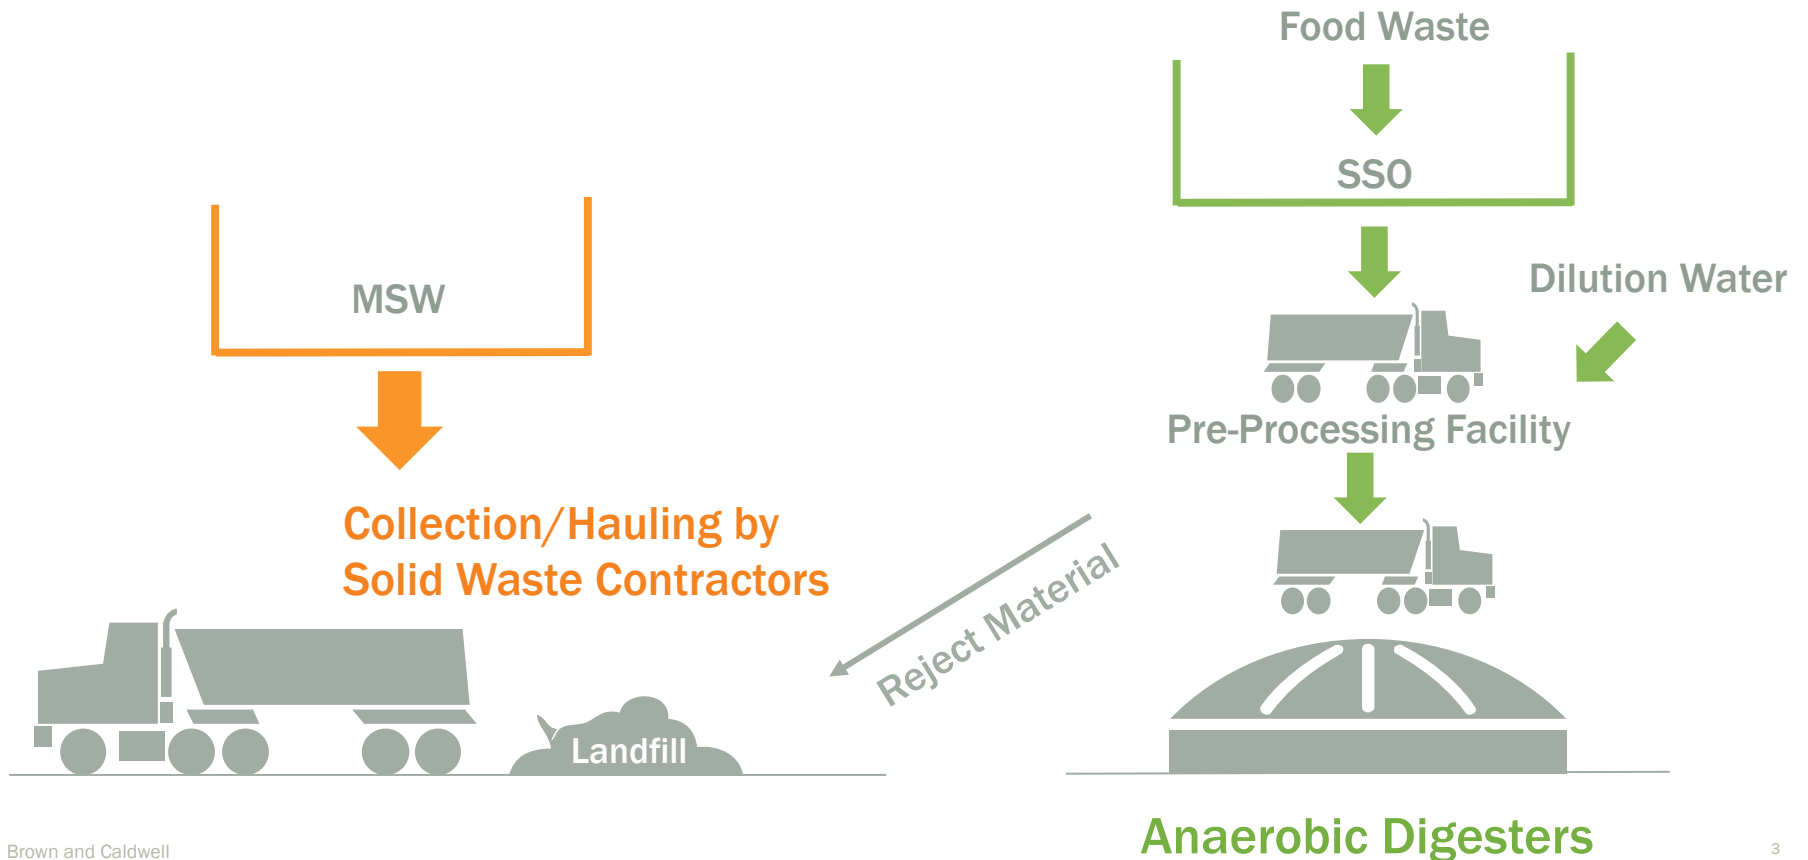 Food Waste
SSO
Dilution Water
MSW
Pre-Processing Facility
Collection/Hauling by
Solid Waste Contractors
Reject Material
Landfill
Anaerobic Digesters
Brown and Caldwell
3